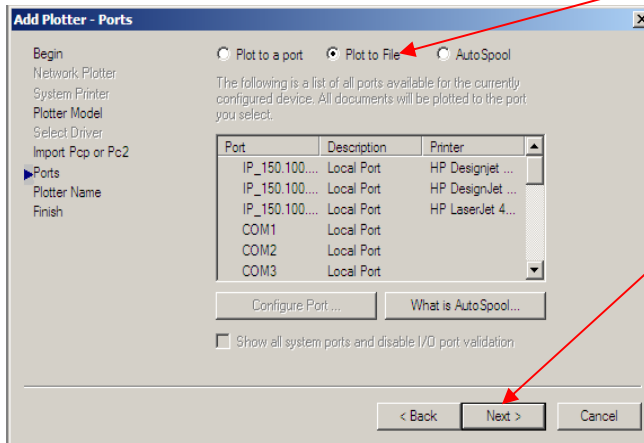 Add Plotter - Ports
Begin
Network Plotter
System Printer
Plotter Model
Select Driver
Import Pcp or Pc2
Ports
Plotter Name
Finish
Plot to a port Plot to File AutoSpool
The following is a list of all ports available for the currently
configured device. All documents will be plotted to the port
you select.
Port Description Printer
IP_150.100.... Local Port HP Designjet ...
IP_150.100.... Local Port HP DesignJet ...
IP_150.100.... Local Port HP LaserJet 4...
COM1 Local Port
COM2 Local Port
COM3 Local Port
Configure Port ... What is AutoSpool...
Show all system ports and disable I/O port validation
< Back Next > Cancel